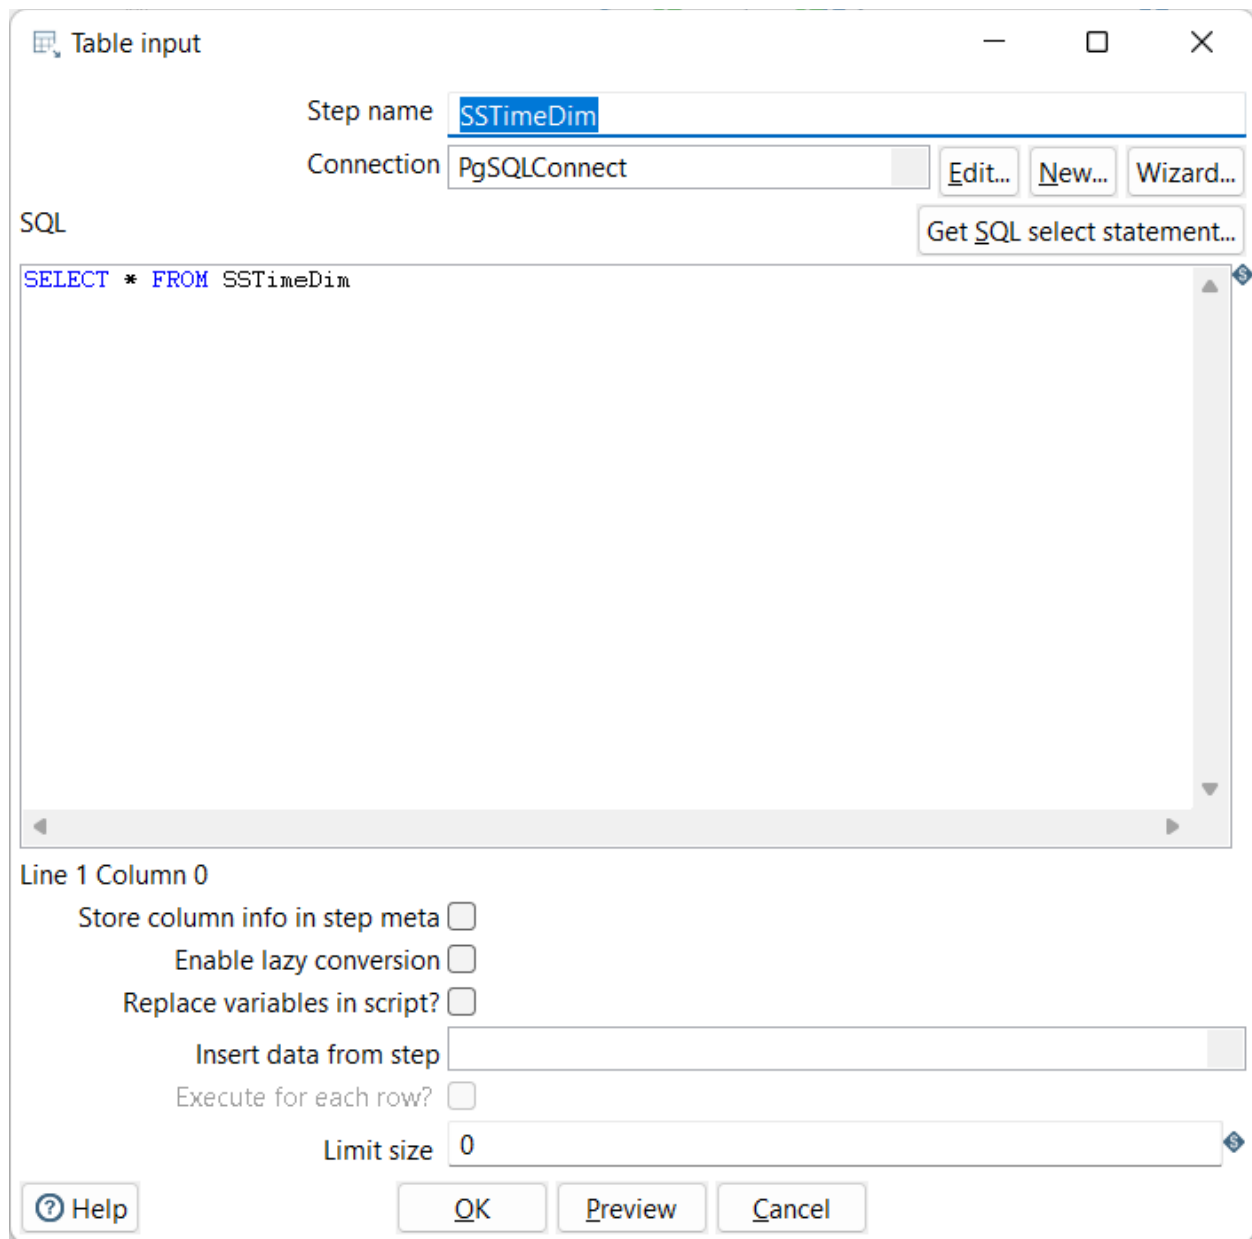 Table input
Step name SSTimeDim
Connection PgSQLConnect Edit... New... Wizard...
SQL Get SQL select statement...
SELECT * FROM SSTimeDim
Line 1 Column 0
Store column info in step meta
Enable lazy conversion
Replace variables in script?
Insert data from step
Execute for each row?
Limit size 0
Help OK Preview Cancel